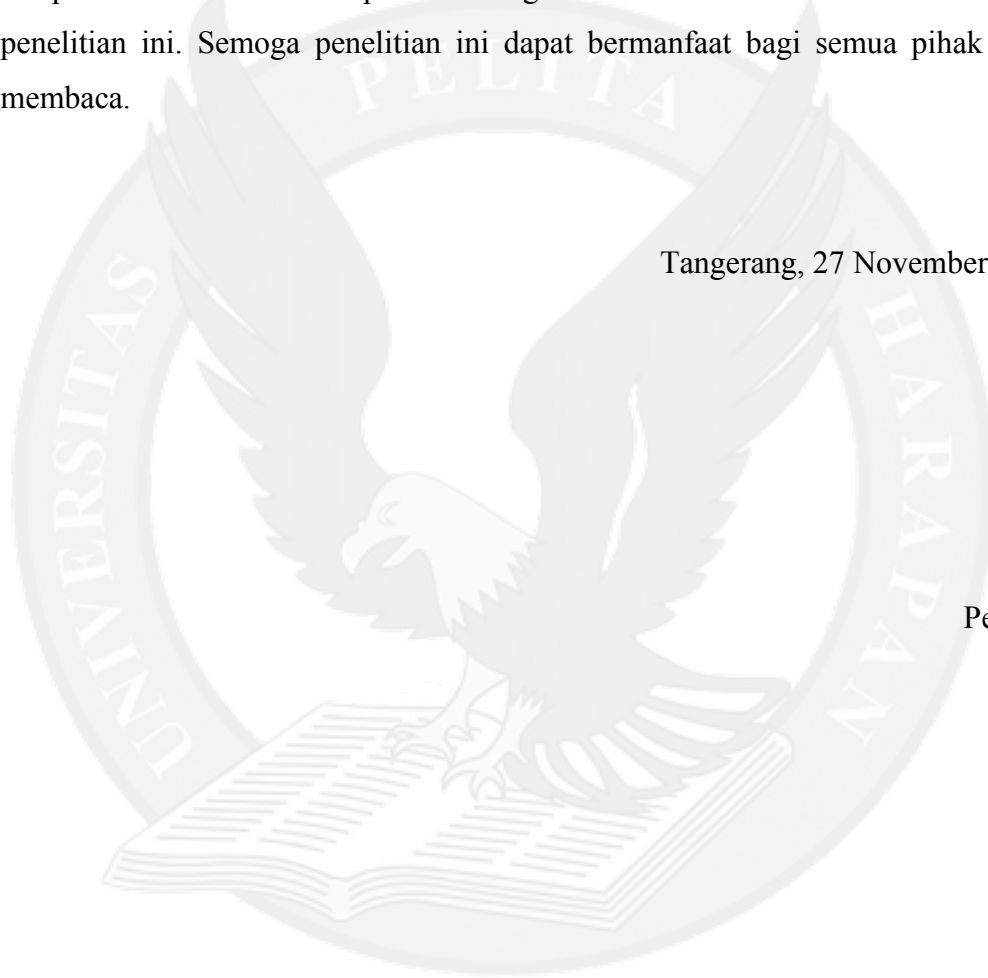 penelitian ini. Semoga penelitian ini dapat bermanfaat bagi semua pihak
membaca.
PELITA
UNIVERSITAS
HARAPAN
Tangerang, 27 November